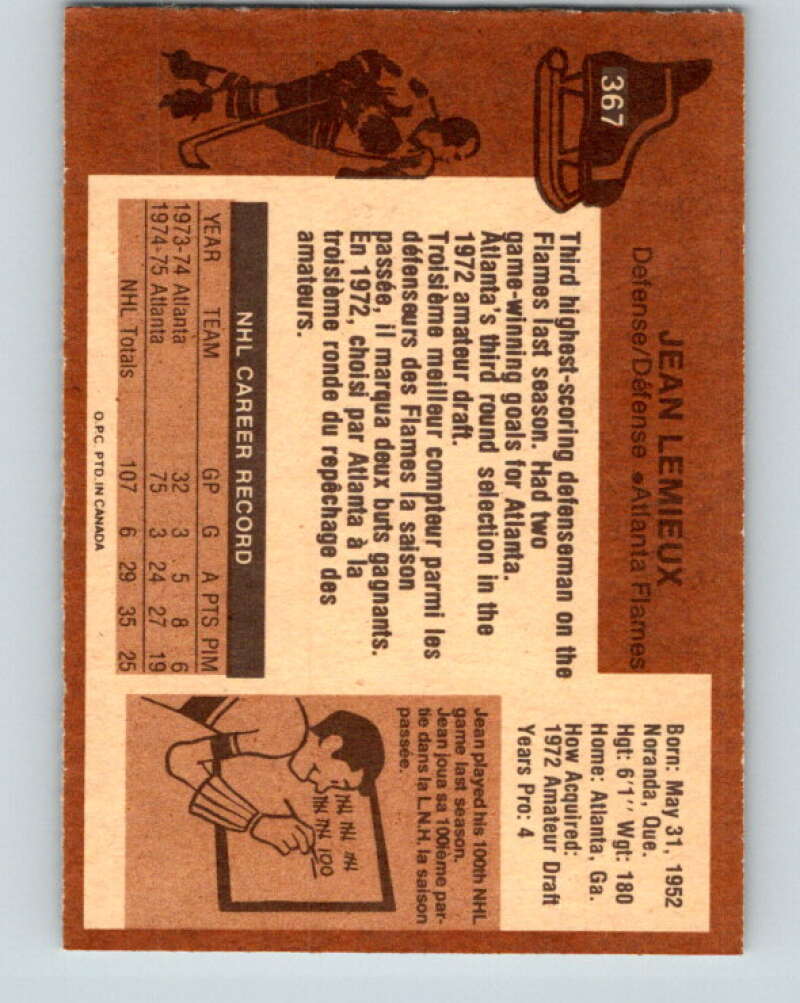 367
JEAN LEMIEUX
Defense/Défense • Atlanta Flames
Third highest-scoring defenseman on the
Flames last season. Had two
game-winning goals for Atlanta.
Atlanta's third round selection in the
1972 amateur draft.
Troisième meilleur compteur parmi les
défenseurs des Flames la saison
passée, il marqua deux buts gagnants.
En 1972, choisi par Atlanta à la
troisième ronde du repêchage des
amateurs.
NHL CAREER RECORD
YEAR TEAM GP G A PTS PIM
1973-74 Atlanta 32 3 5 8 6
1974-75 Atlanta 75 3 24 27 19
NHL Totals 107 6 29 35 25
O.P.C. PTD. IN CANADA
Born: May 31, 1952
Noranda, Que.
Hgt: 6'1'' Wgt: 180
Home: Atlanta, Ga.
How Acquired:
1972 Amateur Draft
Years Pro: 4
Jean played his 100th NHL
game last season.
Jean joua sa 100ième par-
tie dans la L.N.H. la saison
passée.
100